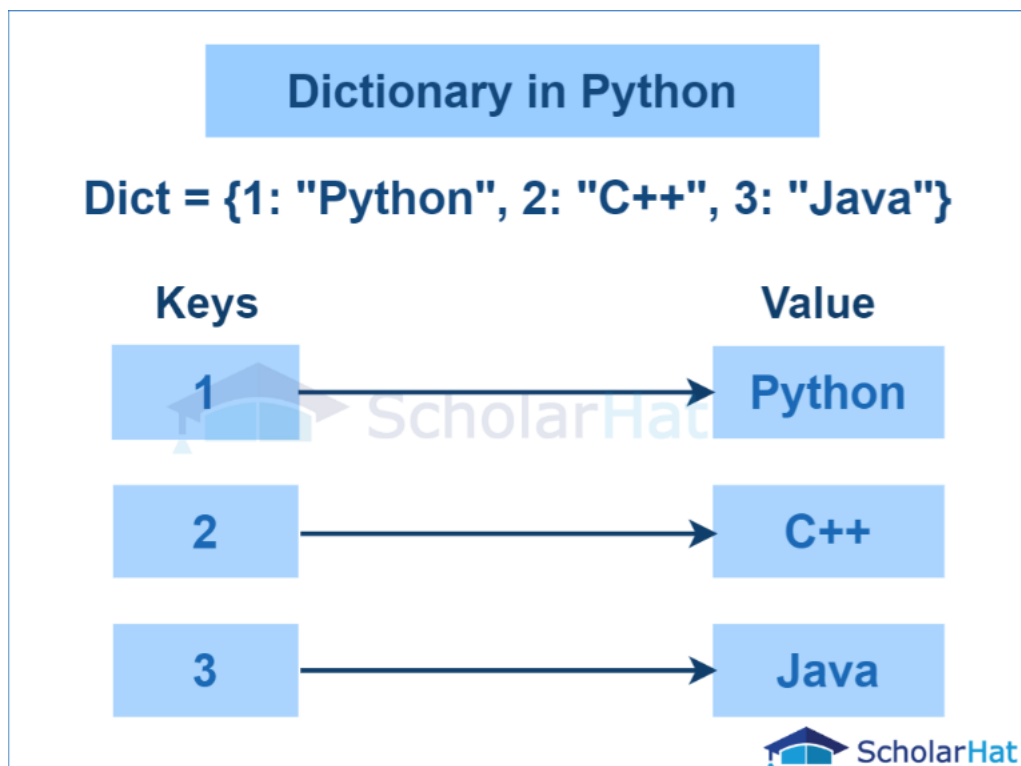 Dictionary in Python
Dict = {1: "Python", 2: "C++", 3: "Java"}
Keys Value
1 Python
ScholarHat
2 C++
3 Java
ScholarHat